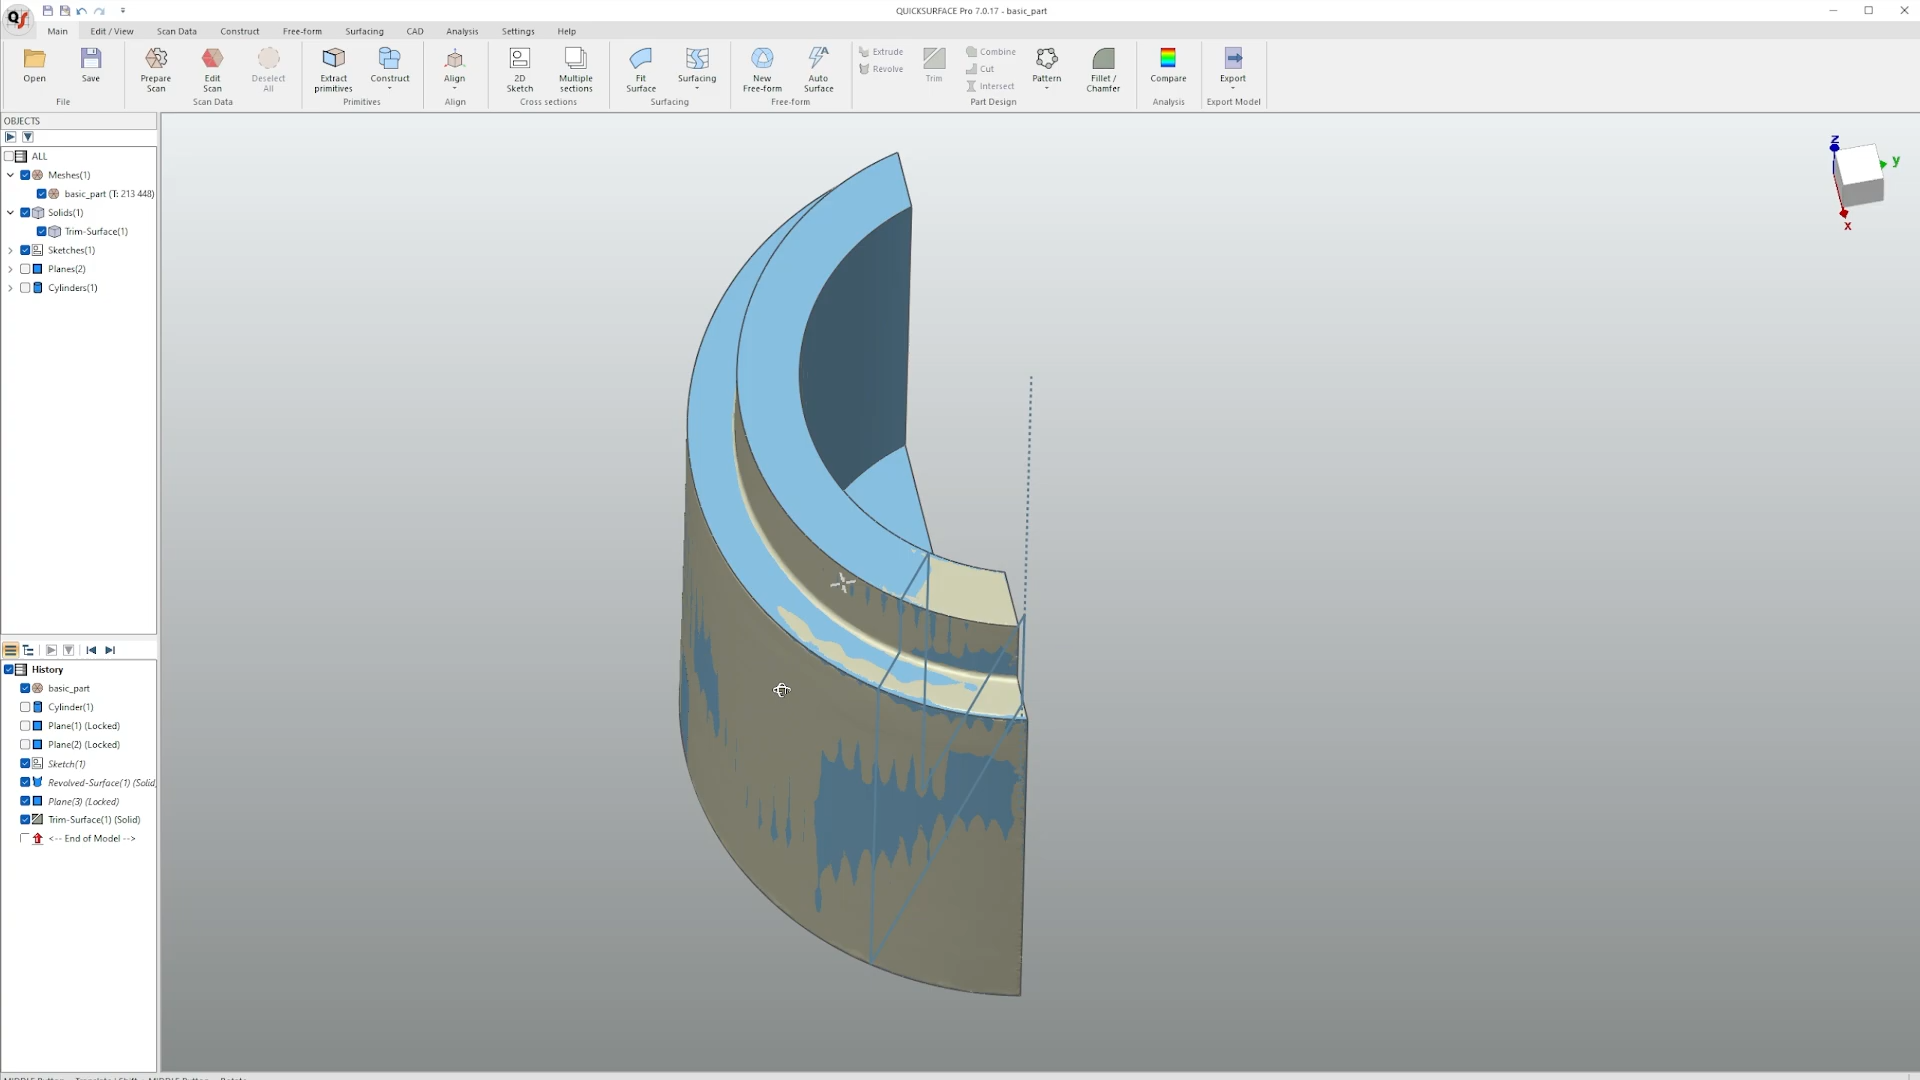 QUICKSURFACE Pro 7.0.17 - basic_part
Main Edit / View Scan Data Construct Free-form Surfacing CAD Analysis Settings Help
Open
Save
File
Prepare Scan
Edit Scan
Deselect All
Scan Data
Extract primitives
Construct
Primitives
Align
Align
2D Sketch
Multiple sections
Cross sections
Fit Surface
Surfacing
Surfacing
New Free-form
Auto Surface
Free-form
Extrude
Revolve
Trim
Combine
Cut
Intersect
Pattern
Fillet / Chamfer
Part Design
Compare
Analysis
Export
Export Model
OBJECTS
ALL
Meshes(1)
basic_part (T: 213 448)
Solids(1)
Trim-Surface(1)
Sketches(1)
Planes(2)
Cylinders(1)
z
y
x
History
basic_part
Cylinder(1)
Plane(1) (Locked)
Plane(2) (Locked)
Sketch(1)
Revolved-Surface(1) (Solid
Plane(3) (Locked)
Trim-Surface(1) (Solid)
<-- End of Model -->